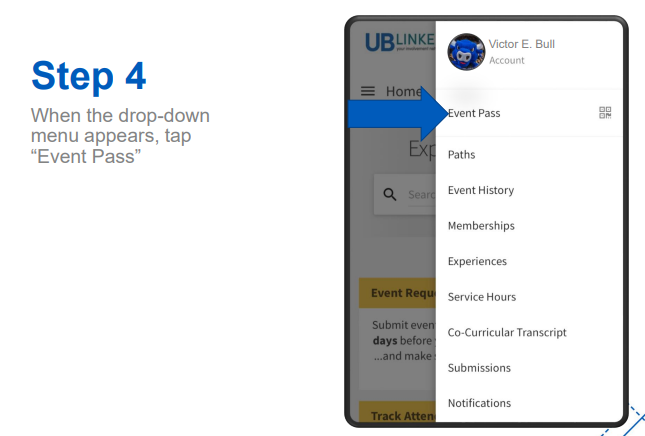 Step 4
When the drop-down
menu appears, tap
“Event Pass”
UBLINKE
Victor E. Bull
Account
Home
Event Pass
Exp
Paths
Searc
Event History
Memberships
Experiences
Event Requ
Service Hours
Submit even
days before
...and make
Co-Curricular Transcript
Submissions
Notifications
Track Atten